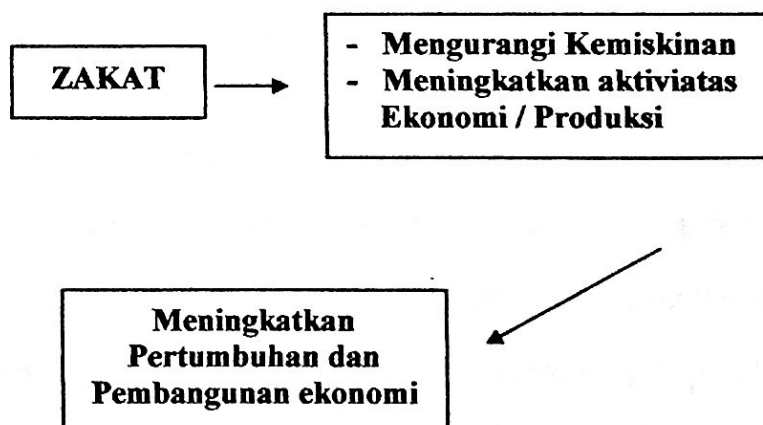 ZAKAT
- Mengurangi Kemiskinan
- Meningkatkan aktiviatas
Ekonomi / Produksi
Meningkatkan
Pertumbuhan dan
Pembangunan ekonomi